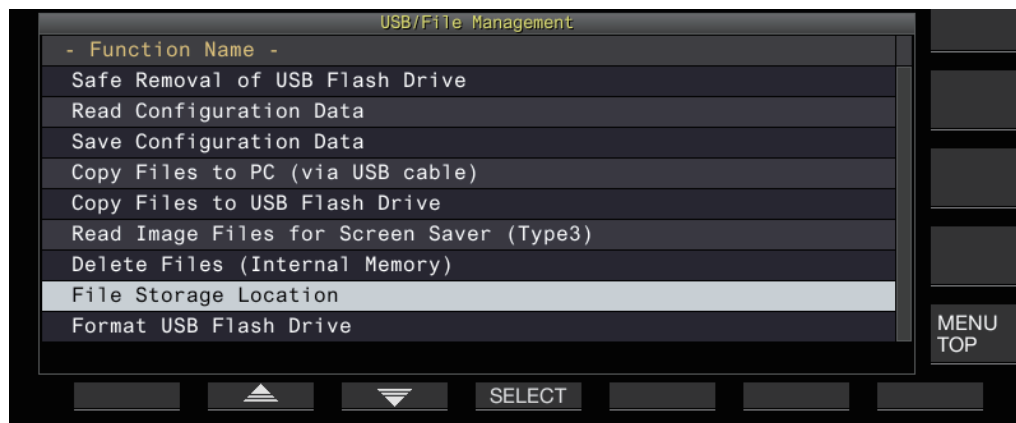 USB/File Management
- Function Name -
Safe Removal of USB Flash Drive
Read Configuration Data
Save Configuration Data
Copy Files to PC (via USB cable)
Copy Files to USB Flash Drive
Read Image Files for Screen Saver (Type3)
Delete Files (Internal Memory)
File Storage Location
Format USB Flash Drive
MENU
TOP
SELECT